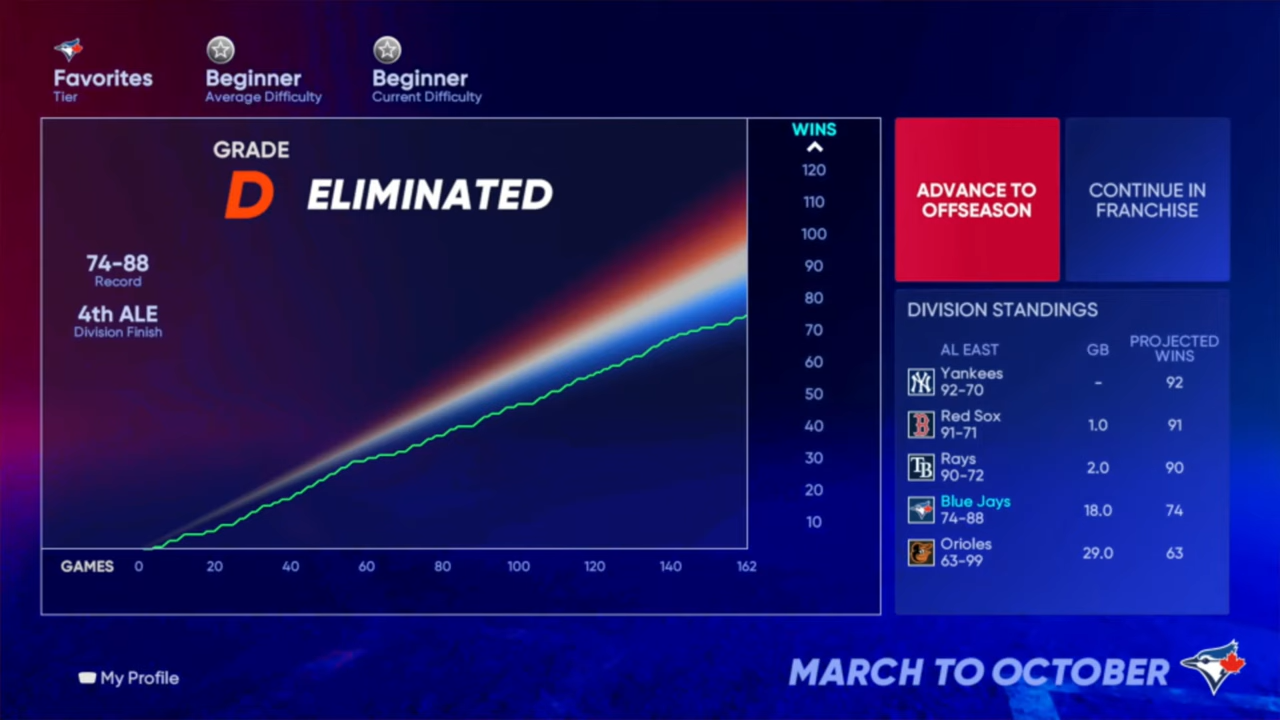 Favorites
Tier
Beginner
Average Difficulty
Beginner
Current Difficulty
GRADE
D ELIMINATED
74-88
Record
4th ALE
Division Finish
WINS
120
110
100
90
80
70
60
50
40
30
20
10
GAMES 0 20 40 60 80 100 120 140 162
ADVANCE TO
OFFSEASON
CONTINUE IN
FRANCHISE
DIVISION STANDINGS
AL EAST GB PROJECTED
WINS
Yankees
92-70 - 92
Red Sox
91-71 1.0 91
Rays
90-72 2.0 90
Blue Jays
74-88 18.0 74
Orioles
63-99 29.0 63
My Profile
MARCH TO OCTOBER